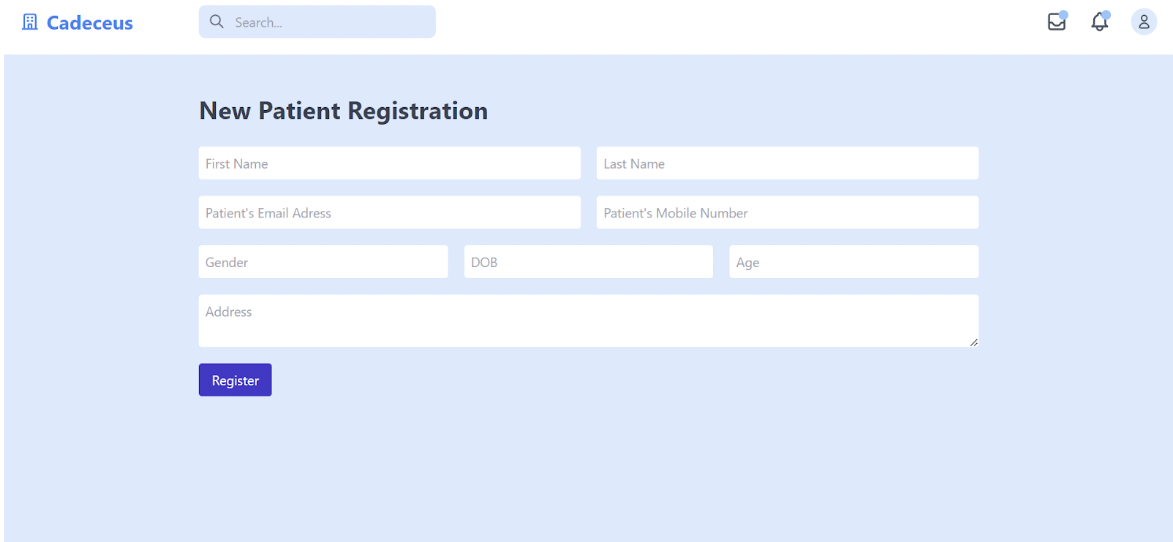 Cadeceus
Search...
New Patient Registration
First Name
Last Name
Patient's Email Adress
Patient's Mobile Number
Gender
DOB
Age
Address
Register